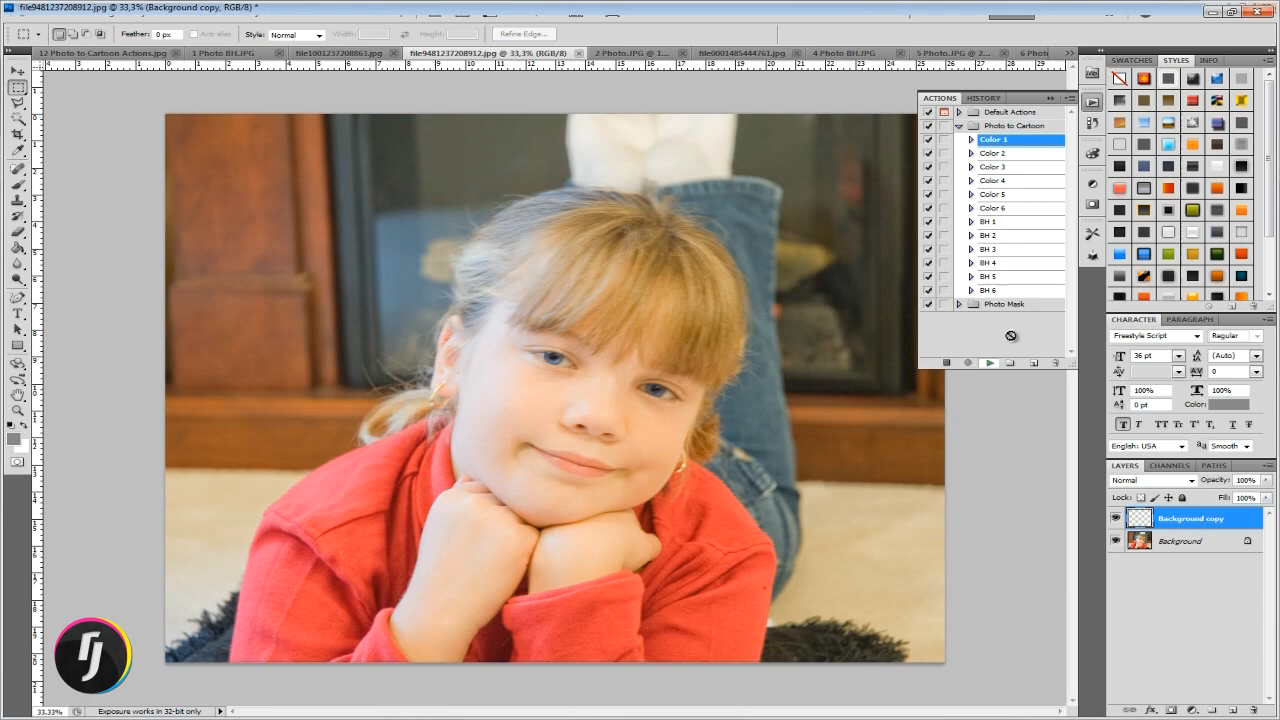 file9481237208912.jpg @ 33,3% (Background copy, RGB/8) *
Feather: 0 px Anti-alias Style: Normal Width: Height: Refine Edge...
12 Photo to Cartoon Actions.jpg 1 Photo BH.JPG file1001237208863.jpg file9481237208912.jpg @ 33,3% (RGB/8) 2 Photo.JPG @ 1... file0001485444761.jpg 4 Photo BH.JPG 5 Photo.JPG @ 2... 6 Phot
ACTIONS HISTORY
Default Actions
Photo to Cartoon
Color 1
Color 2
Color 3
Color 4
Color 5
Color 6
BH 1
BH 2
BH 3
BH 4
BH 5
BH 6
Photo Mask
SWATCHES STYLES INFO
CHARACTER PARAGRAPH
Freestyle Script Regular
36 pt (Auto)
0
100% 100%
0 pt Color:
English: USA Smooth
LAYERS CHANNELS PATHS
Normal Opacity: 100%
Lock: Fill: 100%
Background copy
Background
33.33% Exposure works in 32-bit only